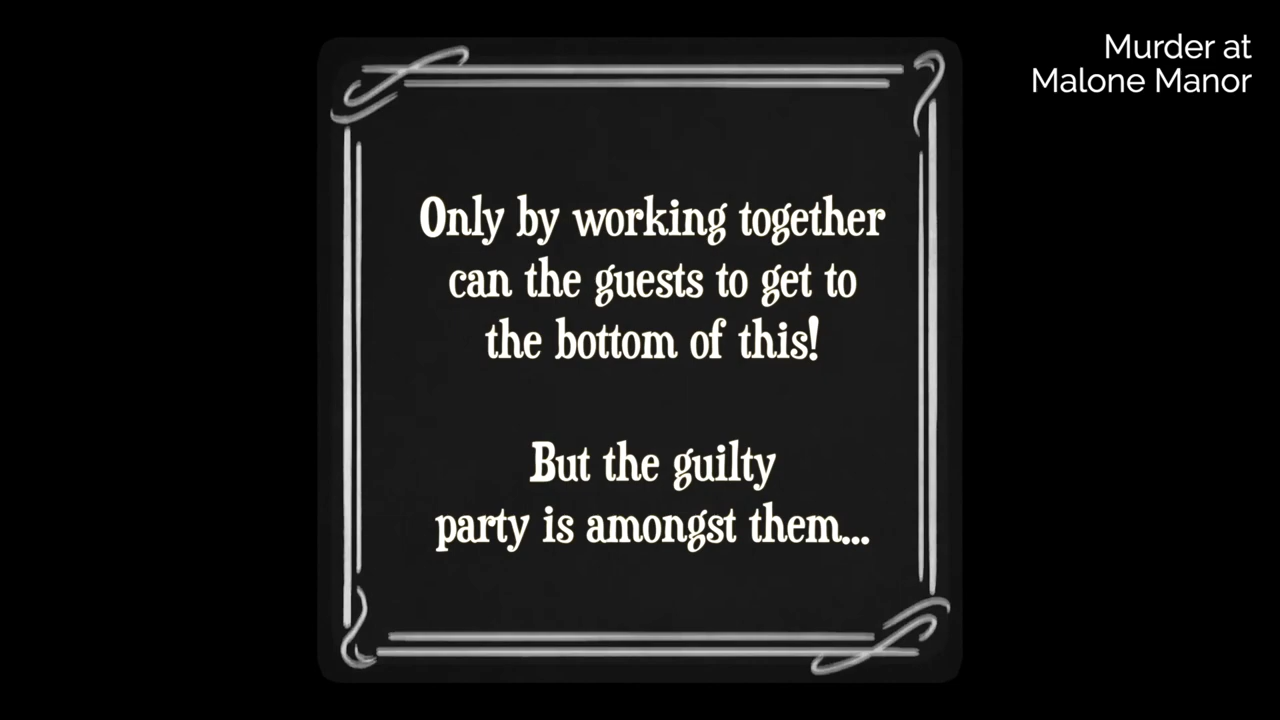 Murder at
Malone Manor
Only by working together
can the guests to get to
the bottom of this!
But the guilty
party is amongst them...